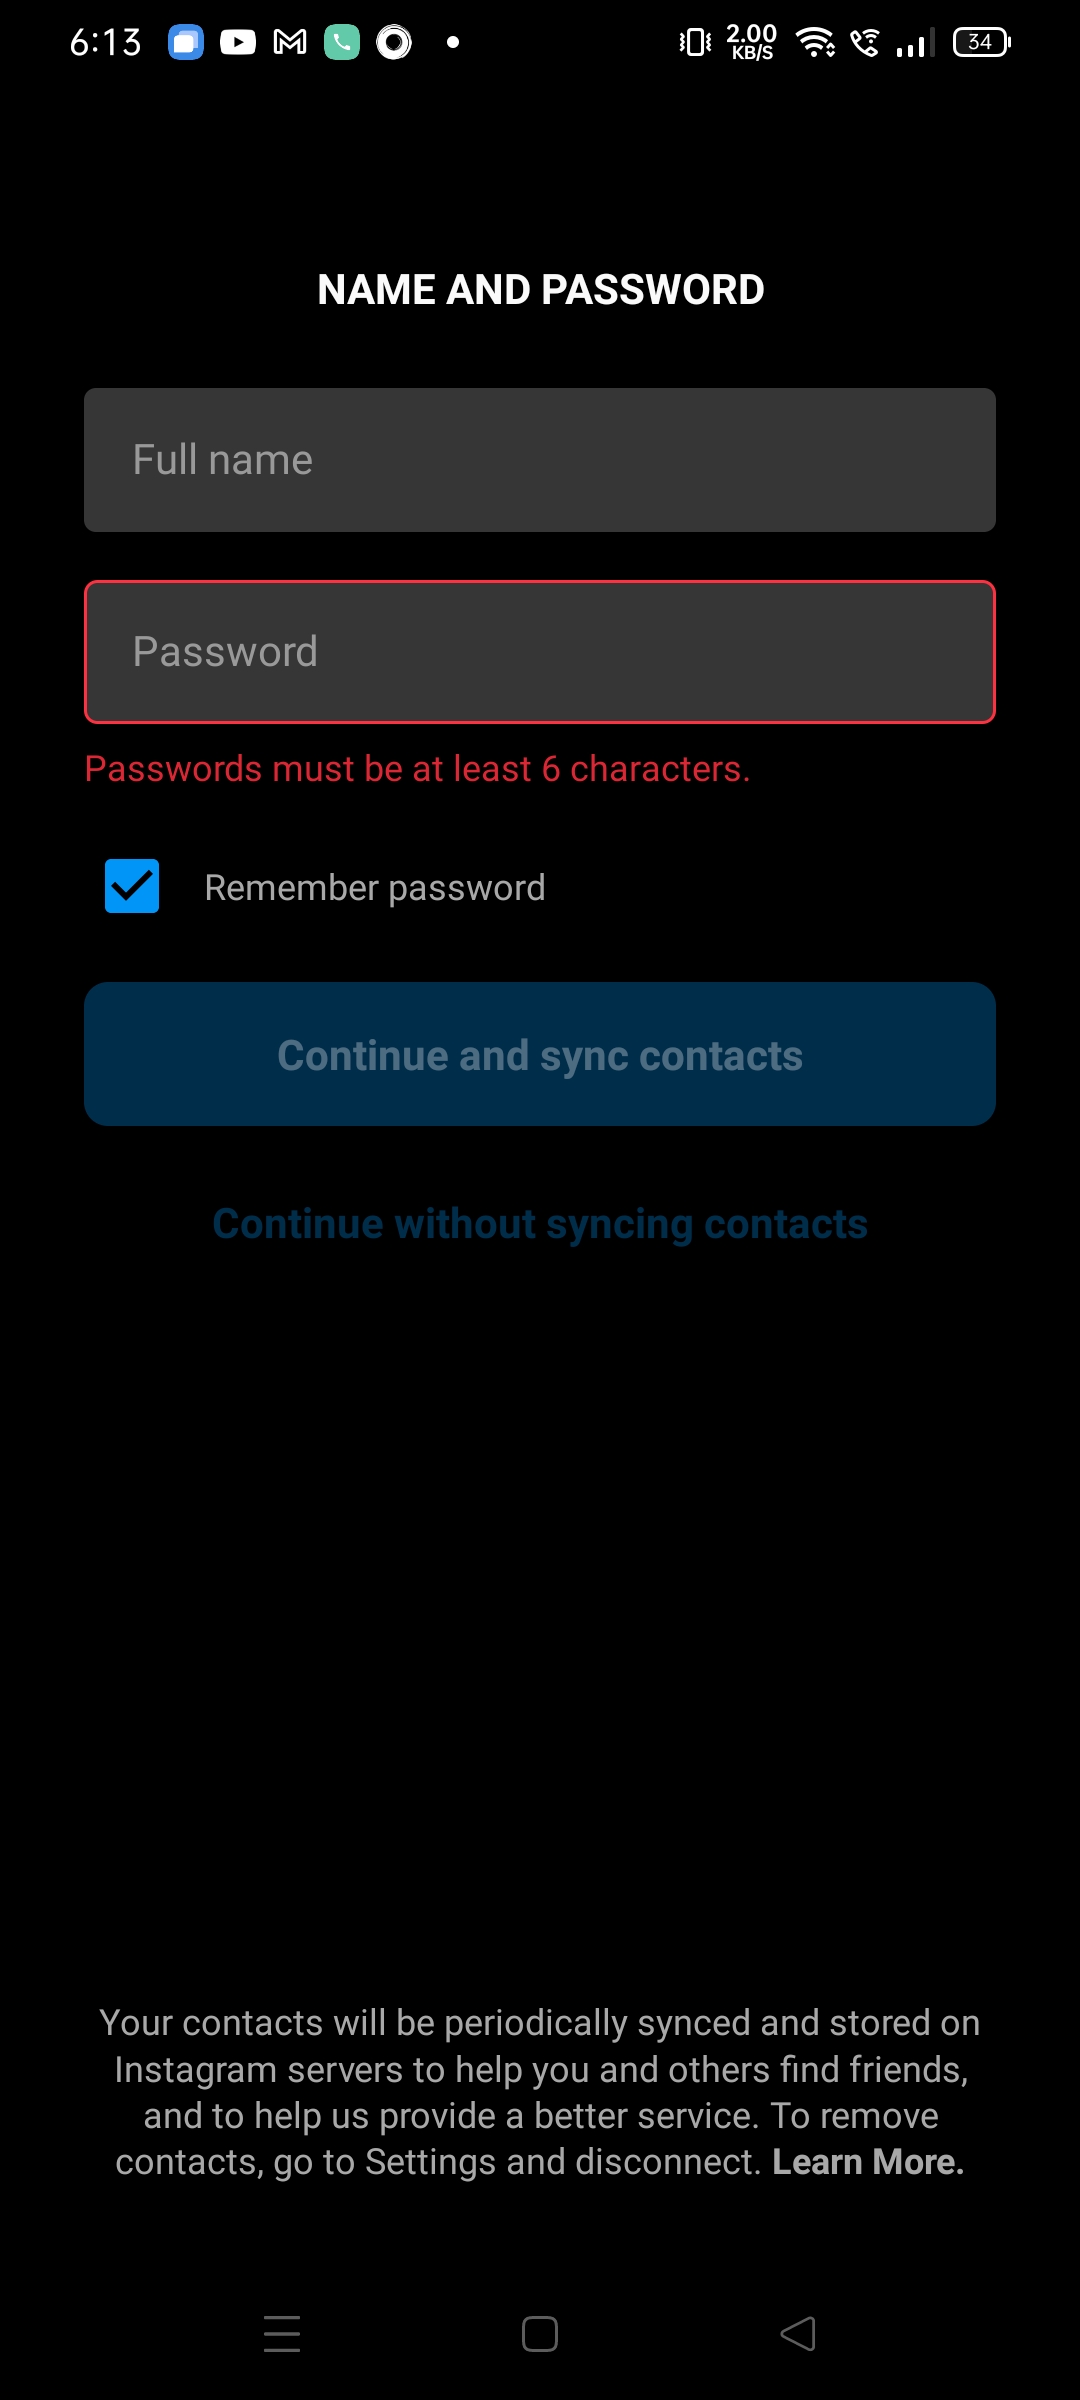 6:13
2.00
KB/S
34
NAME AND PASSWORD
Full name
Password
Passwords must be at least 6 characters.
Remember password
Continue and sync contacts
Continue without syncing contacts
Your contacts will be periodically synced and stored on
Instagram servers to help you and others find friends,
and to help us provide a better service. To remove
contacts, go to Settings and disconnect. Learn More.